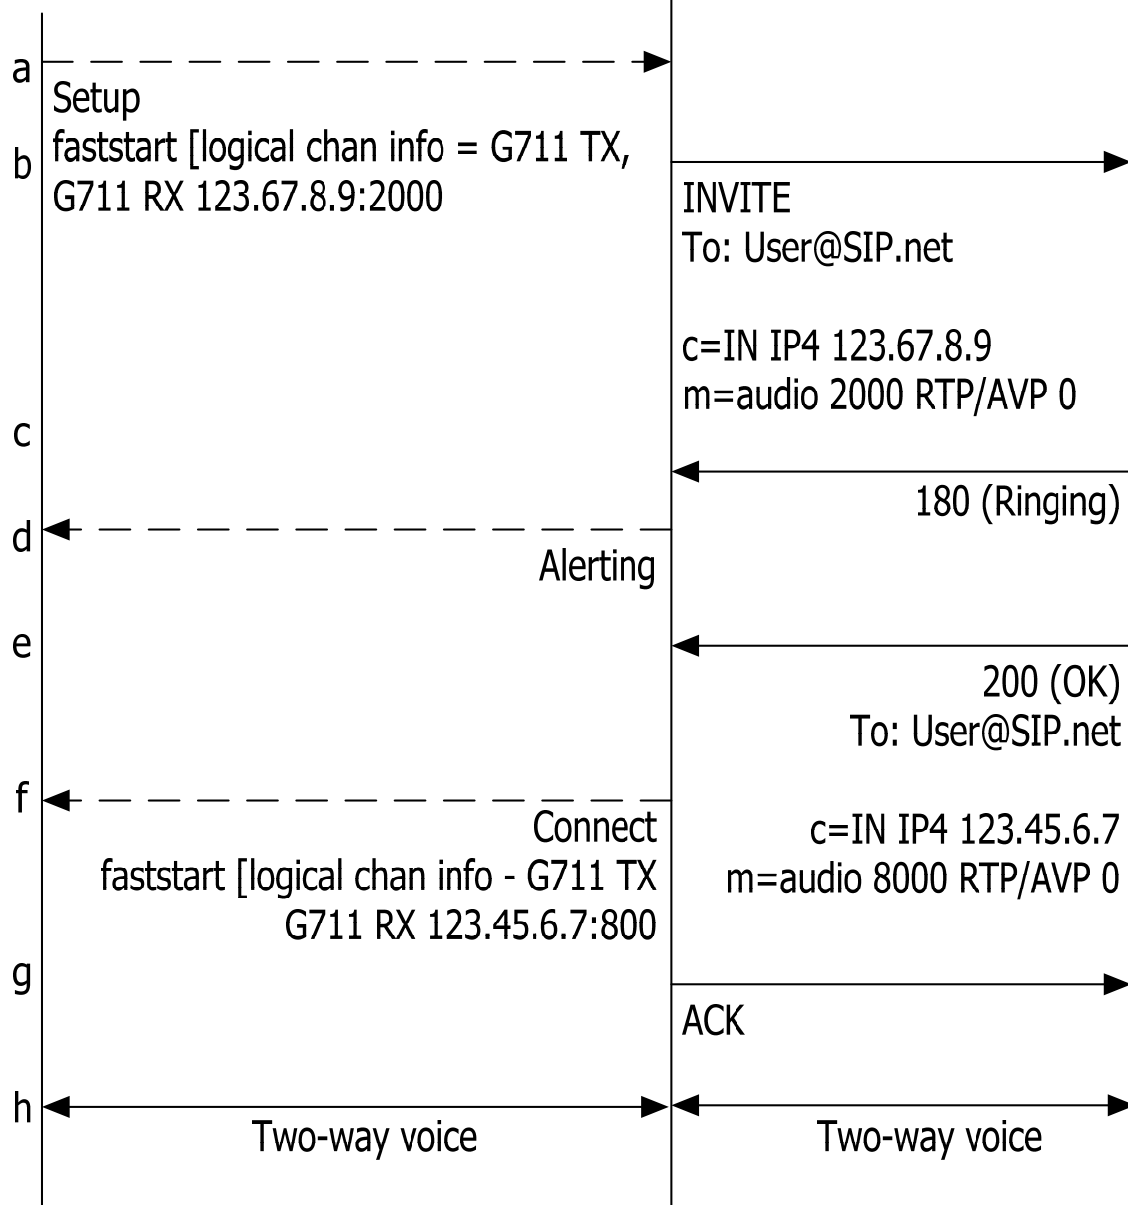 a
Setup
faststart [logical chan info = G711 TX,
b
G711 RX 123.67.8.9:2000
INVITE
To: User@SIP.net
c=IN IP4 123.67.8.9
m=audio 2000 RTP/AVP 0
c
180 (Ringing)
d
Alerting
e
200 (OK)
To: User@SIP.net
f
Connect
c=IN IP4 123.45.6.7
faststart [logical chan info - G711 TX
m=audio 8000 RTP/AVP 0
G711 RX 123.45.6.7:800
g
ACK
h
Two-way voice
Two-way voice